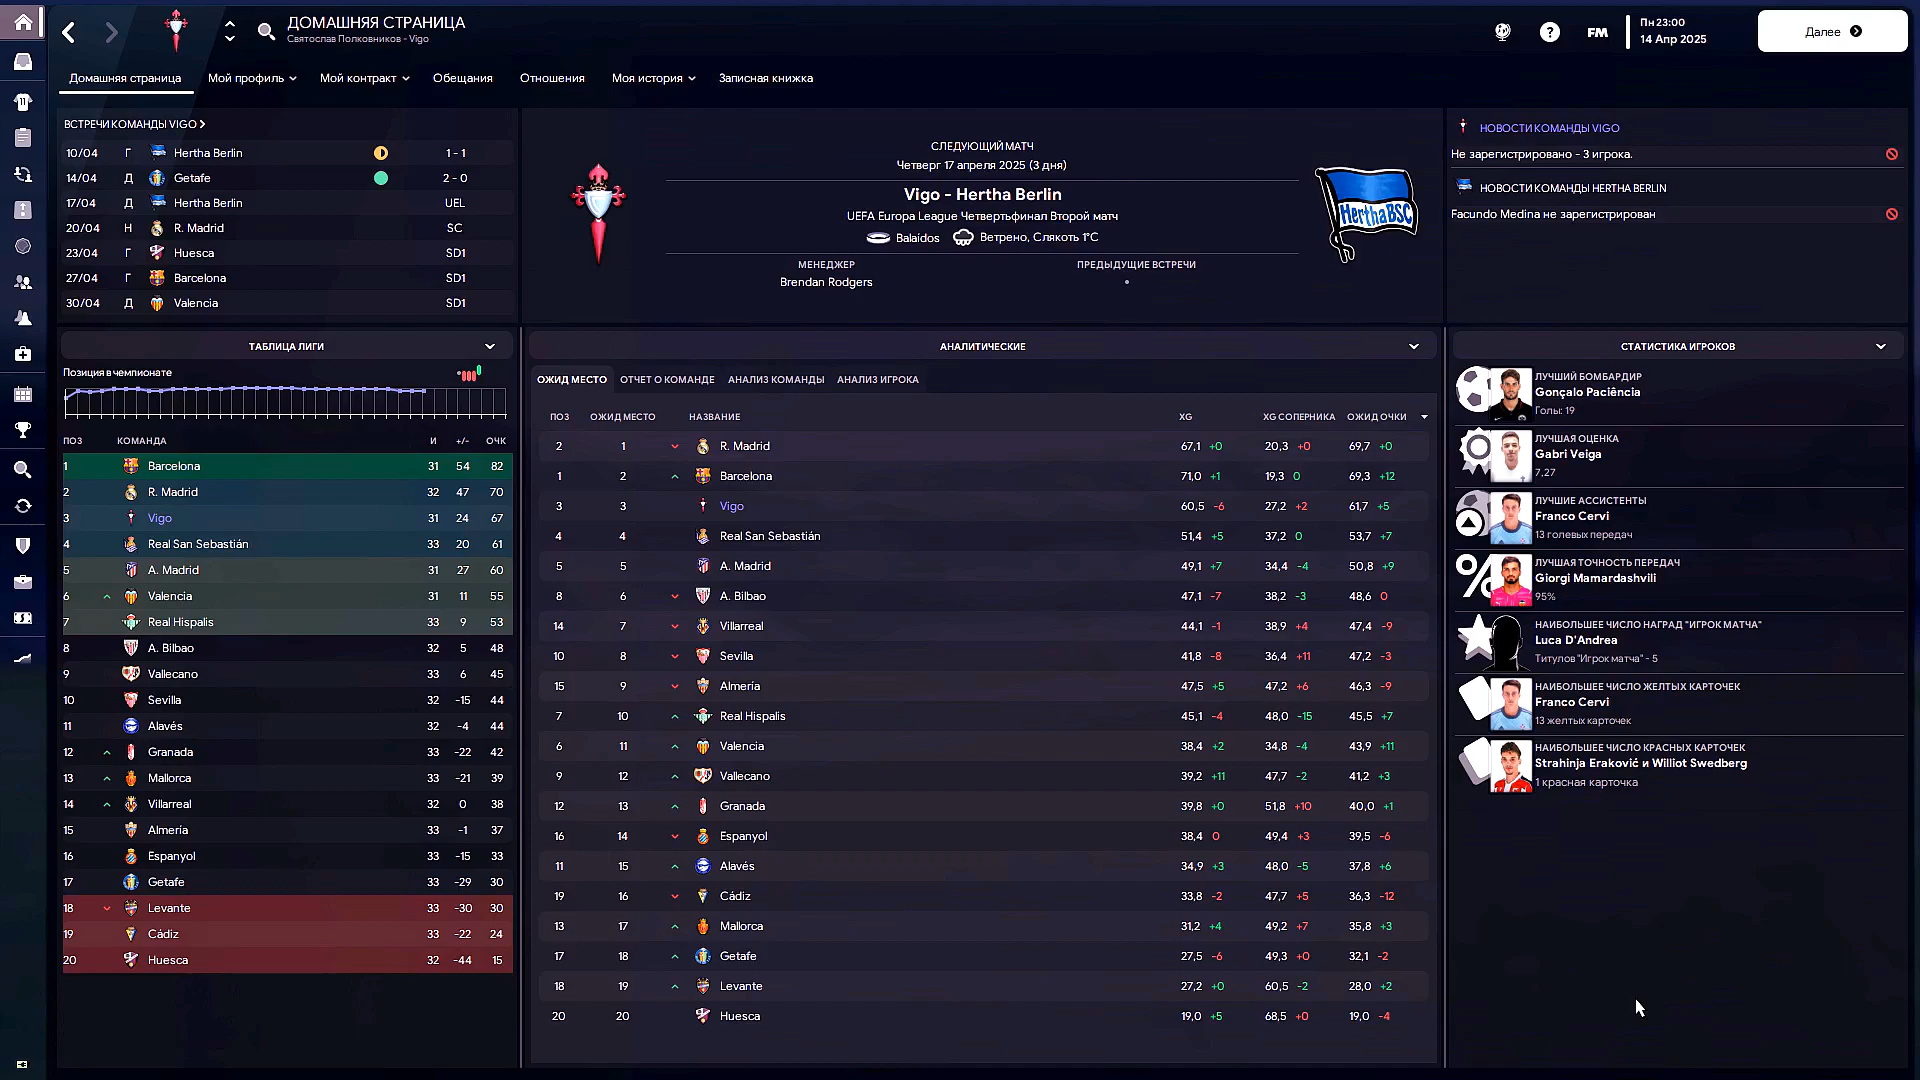 ДОМАШНЯЯ СТРАНИЦА
Святослав Полковников - Vigo
FM
Пн 23:00
14 Апр 2025
Далее
Домашняя страница Мой профиль Мой контракт Обещания Отношения Моя история Записная книжка
ВСТРЕЧИ КОМАНДЫ VIGO
10/04 Г Hertha Berlin 1 - 1
14/04 Д Getafe 2 - 0
17/04 Д Hertha Berlin UEL
20/04 Н R. Madrid SC
23/04 Г Huesca SD1
27/04 Г Barcelona SD1
30/04 Д Valencia SD1
СЛЕДУЮЩИЙ МАТЧ
Четверг 17 апреля 2025 (3 дня)
Vigo - Hertha Berlin
UEFA Europa League Четвертьфинал Второй матч
Balaídos Ветрено, Слякоть 1°C
МЕНЕДЖЕР
Brendan Rodgers
ПРЕДЫДУЩИЕ ВСТРЕЧИ
HerthaBSC
НОВОСТИ КОМАНДЫ VIGO
Не зарегистрировано - 3 игрока.
НОВОСТИ КОМАНДЫ HERTHA BERLIN
Facundo Medina не зарегистрирован
ТАБЛИЦА ЛИГИ
Позиция в чемпионате
ПОЗ КОМАНДА И +/- ОЧК
1 Barcelona 31 54 82
2 R. Madrid 32 47 70
3 Vigo 31 24 67
4 Real San Sebastián 33 20 61
5 A. Madrid 31 27 60
6 Valencia 31 11 55
7 Real Hispalis 33 9 53
8 A. Bilbao 32 5 48
9 Vallecano 33 6 45
10 Sevilla 32 -15 44
11 Alavés 32 -4 44
12 Granada 33 -22 42
13 Mallorca 33 -21 39
14 Villarreal 32 0 38
15 Almería 33 -1 37
16 Espanyol 33 -15 33
17 Getafe 33 -29 30
18 Levante 33 -30 30
19 Cádiz 33 -22 24
20 Huesca 32 -44 15
АНАЛИТИЧЕСКИЕ
ОЖИД МЕСТО ОТЧЕТ О КОМАНДЕ АНАЛИЗ КОМАНДЫ АНАЛИЗ ИГРОКА
ПОЗ ОЖИД МЕСТО НАЗВАНИЕ XG XG СОПЕРНИКА ОЖИД ОЧКИ
2 1 R. Madrid 67,1 +0 20,3 +0 69,7 +0
1 2 Barcelona 71,0 +1 19,3 0 69,3 +12
3 3 Vigo 60,5 -6 27,2 +2 61,7 +5
4 4 Real San Sebastián 51,4 +5 37,2 0 53,7 +7
5 5 A. Madrid 49,1 +7 34,4 -4 50,8 +9
8 6 A. Bilbao 47,1 -7 38,2 -3 48,6 0
14 7 Villarreal 44,1 -1 38,9 +4 47,4 -9
10 8 Sevilla 41,8 -8 36,4 +11 47,2 -3
15 9 Almería 47,5 +5 47,2 +6 46,3 -9
7 10 Real Hispalis 45,1 -4 48,0 -15 45,5 +7
6 11 Valencia 38,4 +2 34,8 -4 43,9 +11
9 12 Vallecano 39,2 +11 47,7 -2 41,2 +3
12 13 Granada 39,8 +0 51,8 +10 40,0 +1
16 14 Espanyol 38,4 0 49,4 +3 39,5 -6
11 15 Alavés 34,9 +3 48,0 -5 37,8 +6
19 16 Cádiz 33,8 -2 47,7 +5 36,3 -12
13 17 Mallorca 31,2 +4 49,2 +7 35,8 +3
17 18 Getafe 27,5 -6 49,3 +0 32,1 -2
18 19 Levante 27,2 +0 60,5 -2 28,0 +2
20 20 Huesca 19,0 +5 68,5 +0 19,0 -4
СТАТИСТИКА ИГРОКОВ
ЛУЧШИЙ БОМБАРДИР
Gonçalo Paciência
Голы: 19
ЛУЧШАЯ ОЦЕНКА
Gabri Veiga
7,27
ЛУЧШИЕ АССИСТЕНТЫ
Franco Cervi
13 голевых передач
ЛУЧШАЯ ТОЧНОСТЬ ПЕРЕДАЧ
Giorgi Mamardashvili
95%
НАИБОЛЬШЕЕ ЧИСЛО НАГРАД "ИГРОК МАТЧА"
Luca D'Andrea
Титулов "Игрок матча" - 5
НАИБОЛЬШЕЕ ЧИСЛО ЖЕЛТЫХ КАРТОЧЕК
Franco Cervi
13 желтых карточек
НАИБОЛЬШЕЕ ЧИСЛО КРАСНЫХ КАРТОЧЕК
Strahinja Eraković и Williot Swedberg
1 красная карточка